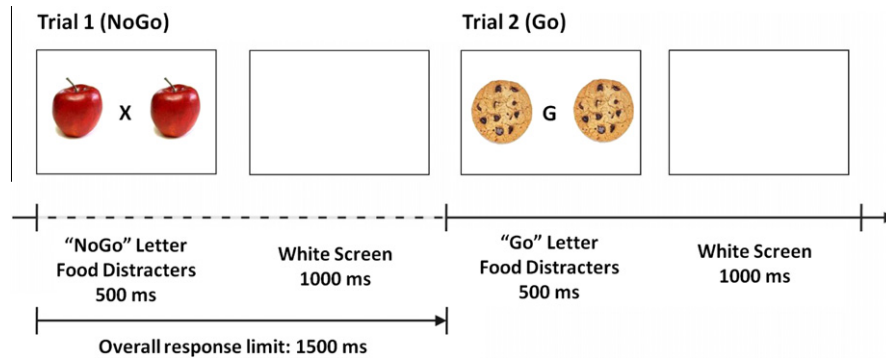 Trial 1 (NoGo)
Trial 2 (Go)
X
G
“NoGo” Letter
Food Distracters
500 ms
White Screen
1000 ms
“Go” Letter
Food Distracters
500 ms
White Screen
1000 ms
Overall response limit: 1500 ms